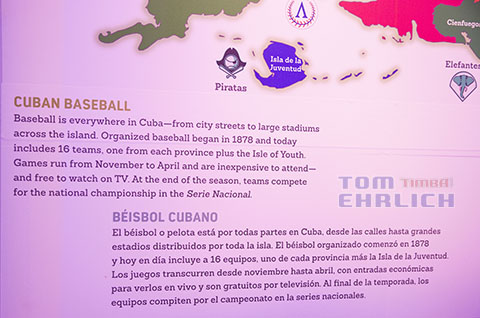 Λ
Cienfuegos
Isla de la
Juventud
Piratas
Elefantes
CUBAN BASEBALL
Baseball is everywhere in Cuba—from city streets to large stadiums
across the island. Organized baseball began in 1878 and today
includes 16 teams, one from each province plus the Isle of Youth.
Games run from November to April and are inexpensive to attend—
and free to watch on TV. At the end of the season, teams compete
for the national championship in the Serie Nacional.
TOM TIMBA
EHRLICH
BÉISBOL CUBANO
El béisbol o pelota está por todas partes en Cuba, desde las calles hasta grandes
estadios distribuidos por toda la isla. El béisbol organizado comenzó en 1878
y hoy en día incluye a 16 equipos, uno de cada provincia más la Isla de la Juventud.
Los juegos transcurren desde noviembre hasta abril, con entradas económicas
para verlos en vivo y son gratuitos por televisión. Al final de la temporada, los
equipos compiten por el campeonato en la series nacionales.